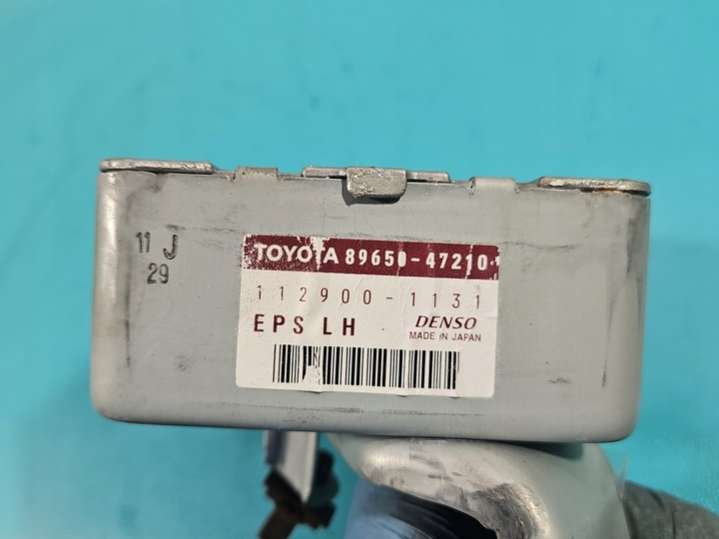 11 J
29
TOYOTA 89650-47210
112900-1131
EPS LH DENSO
MADE IN JAPAN